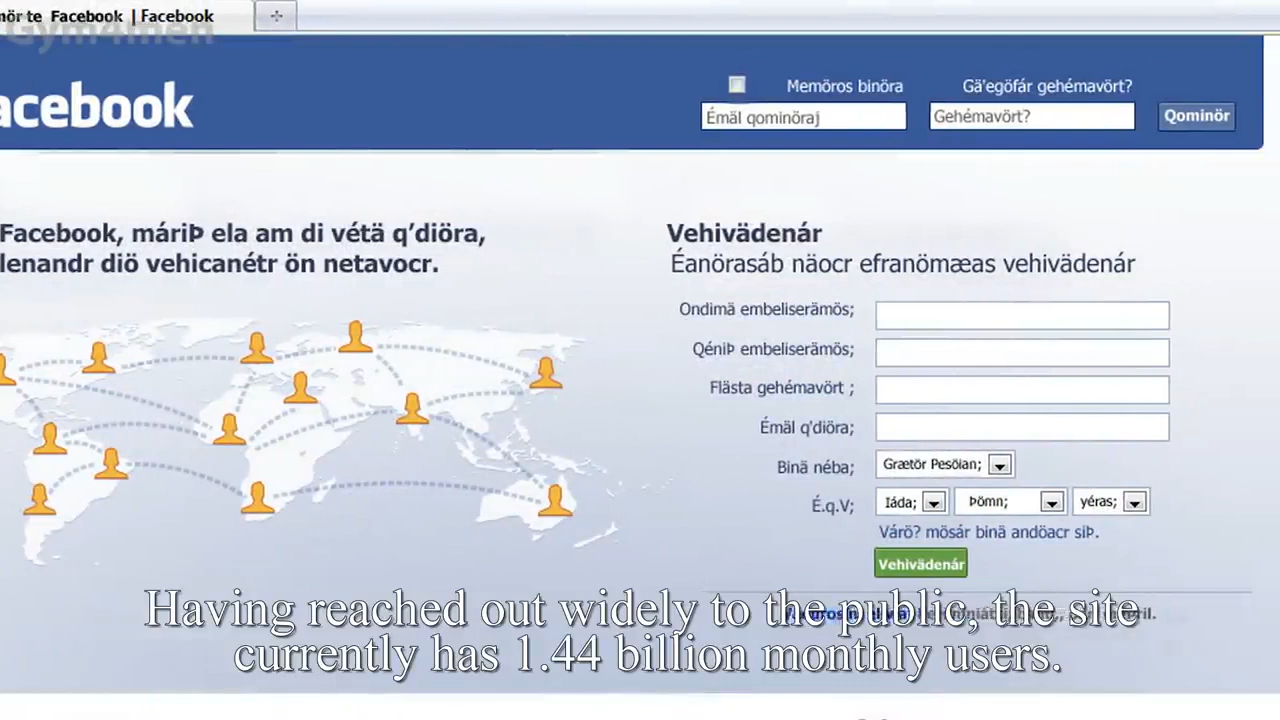 nör te Facebook | Facebook
Gym4men
acebook
Memöros binöra
Gä'egöfár gehémavört?
Émäl qominöraj
Gehémavört?
Qominör
Facebook, máriÞ ela am di vétä q’diöra,
lenandr diö vehicanétr ön netavocr.
Vehivädenár
Éanörasáb näocr efranömæas vehivädenár
Ondimä embeliserämös;
QéniÞ embeliserämös;
Flästa gehémavört ;
Émäl q'diöra;
Binä néba;
Grætör Pesöian;
É.q.V;
Iáda;
Þömn;
yéras;
Várö? mösár binä andöacr siÞ.
Vehivädenár
Having reached out widely to the public, the site
currently has 1.44 billion monthly users.